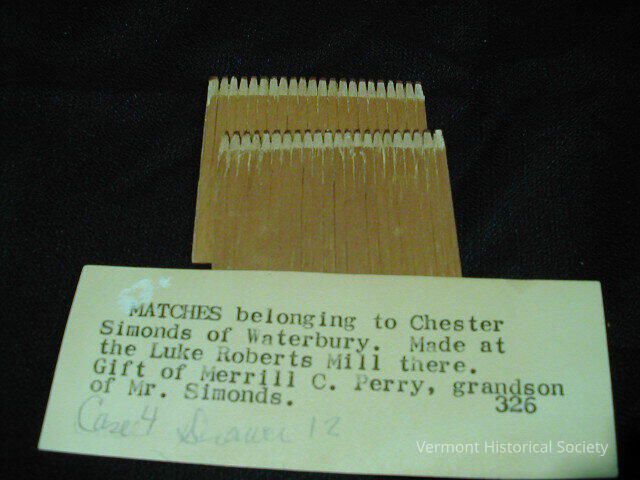 MATCHES belonging to Chester
Simonds of Waterbury. Made at
the Luke Roberts Mill there.
Gift of Merrill C. Perry, grandson
of Mr. Simonds. 326
Case 4 Drawer 12
Vermont Historical Society